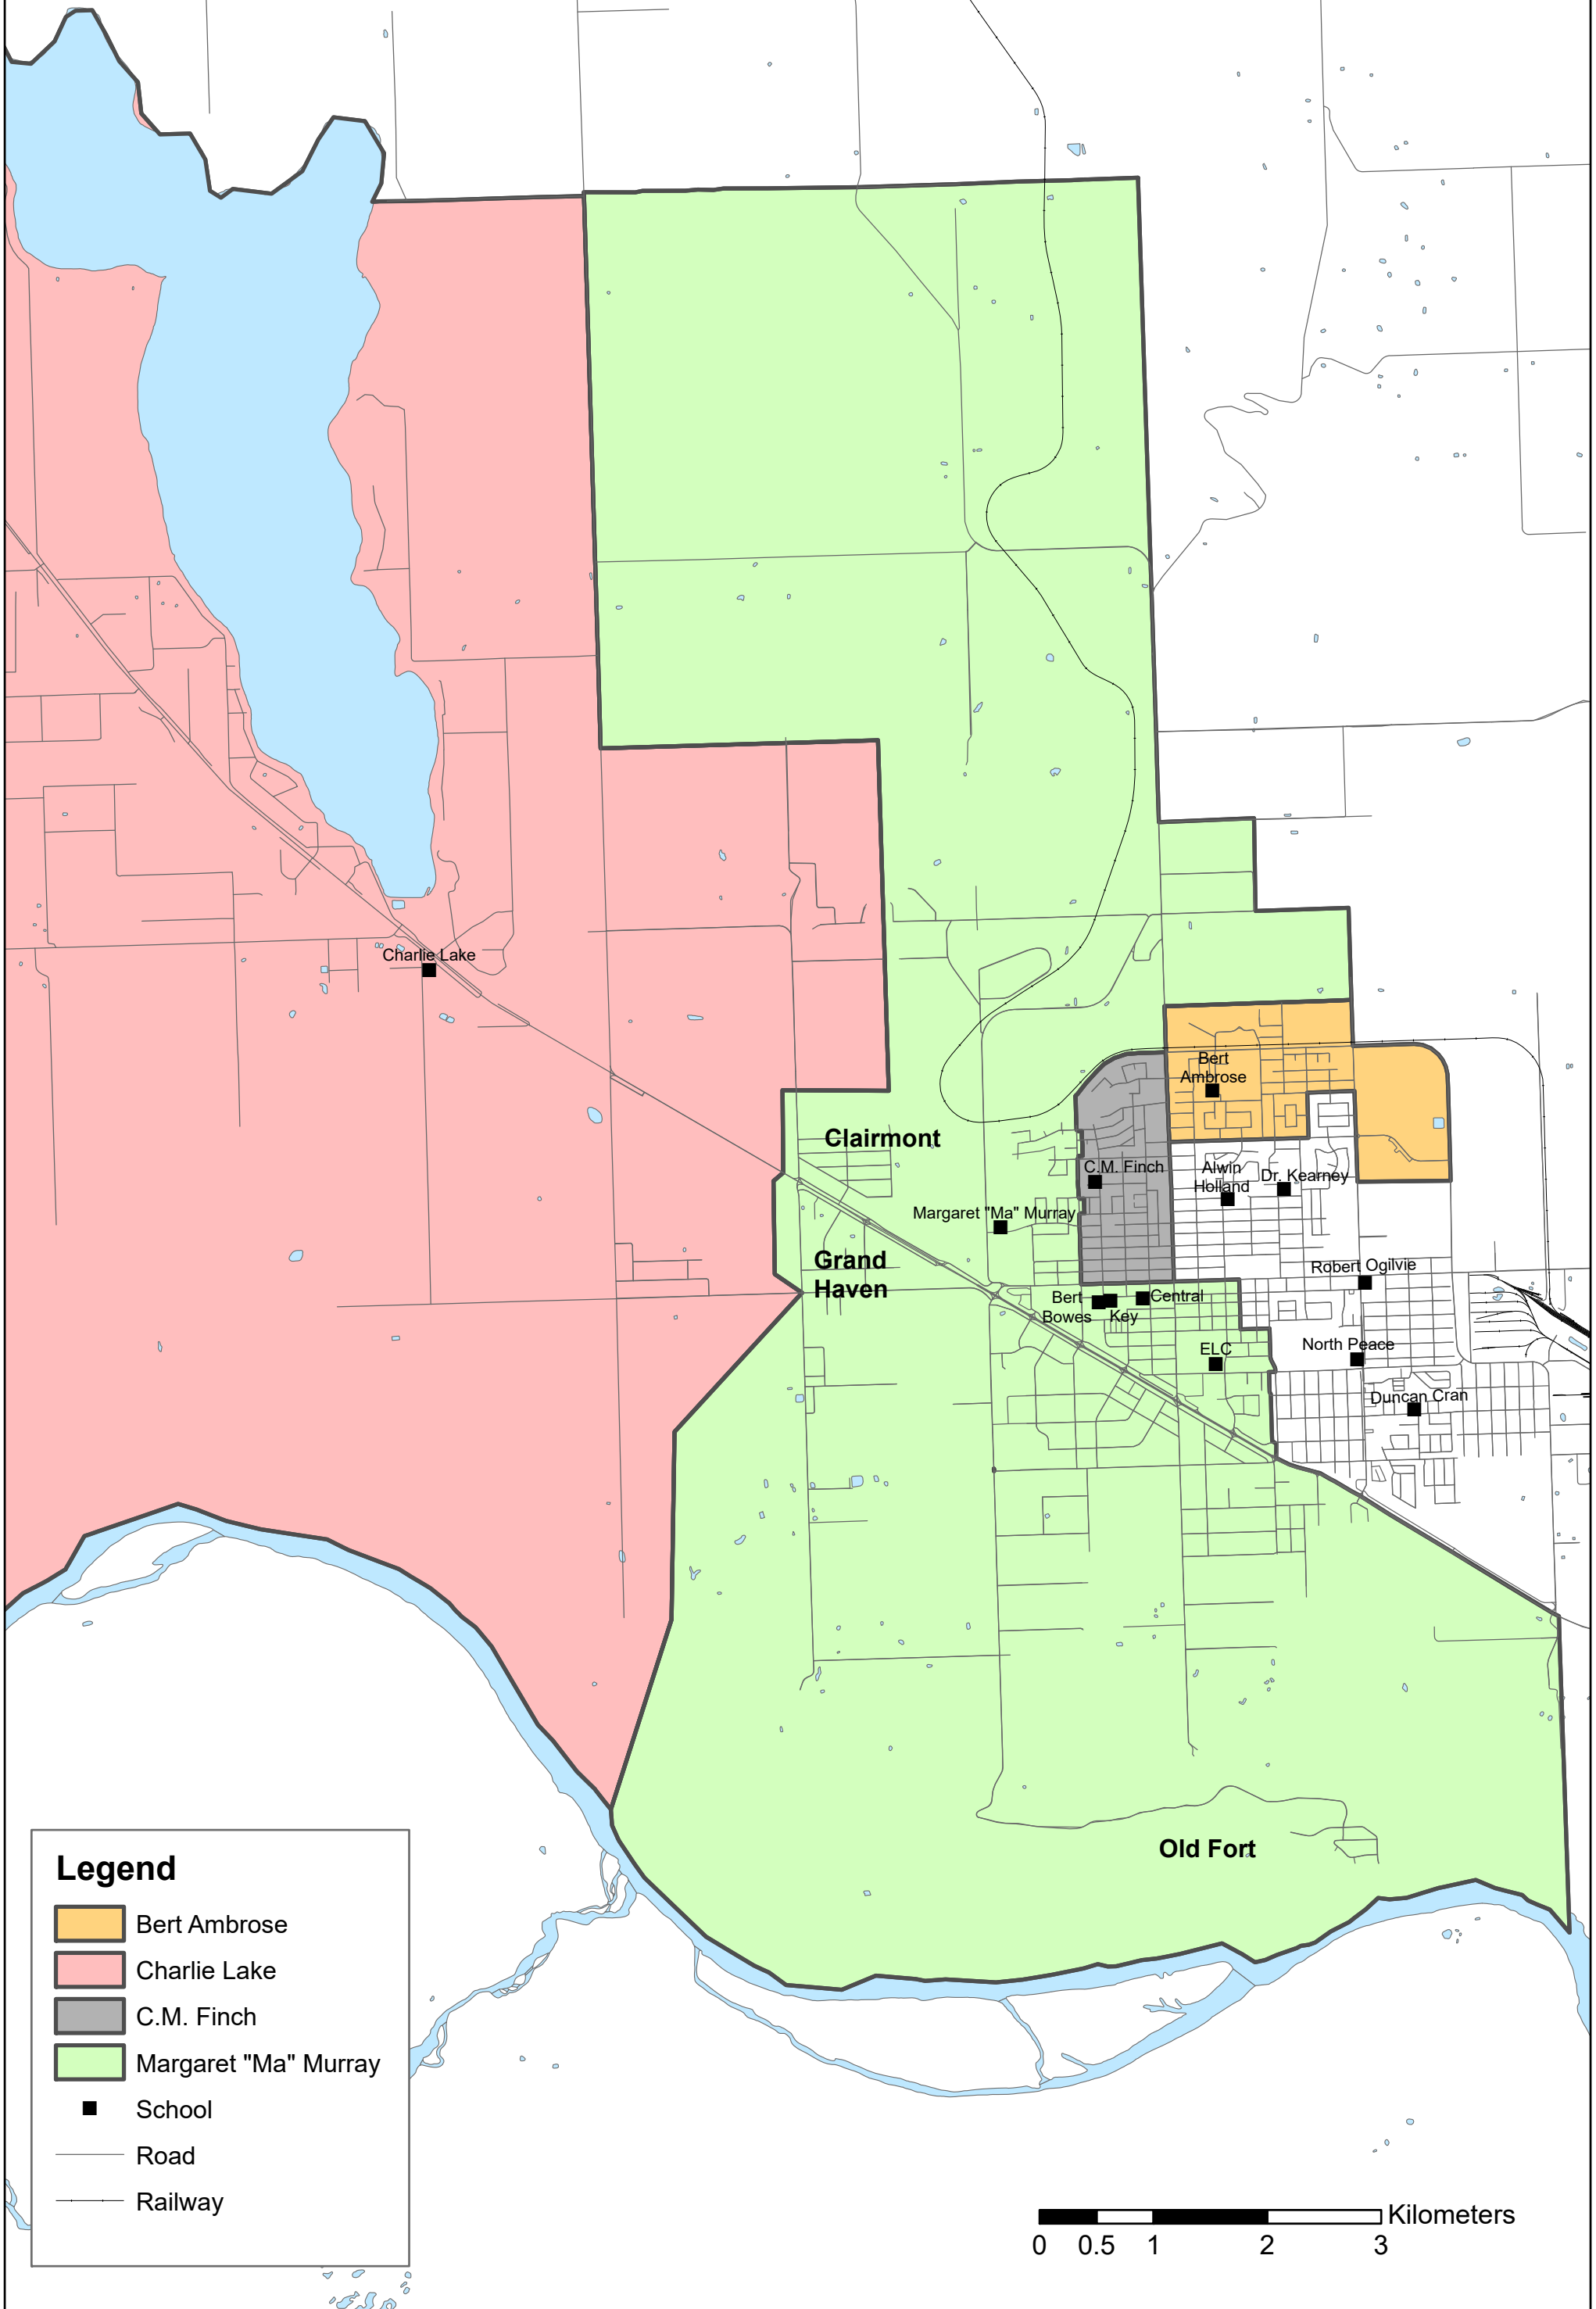 Charlie Lake
Bert
Ambrose
Clairmont
C.M. Finch
Alwin
Holland
Dr. Kearney
Margaret "Ma" Murray
Grand
Haven
Robert Ogilvie
Bert
Bowes
Key
Central
ELC
North Peace
Duncan Cran
Old Fort
Legend
Bert Ambrose
Charlie Lake
C.M. Finch
Margaret "Ma" Murray
School
Road
Railway
Kilometers
0 0.5 1 2 3